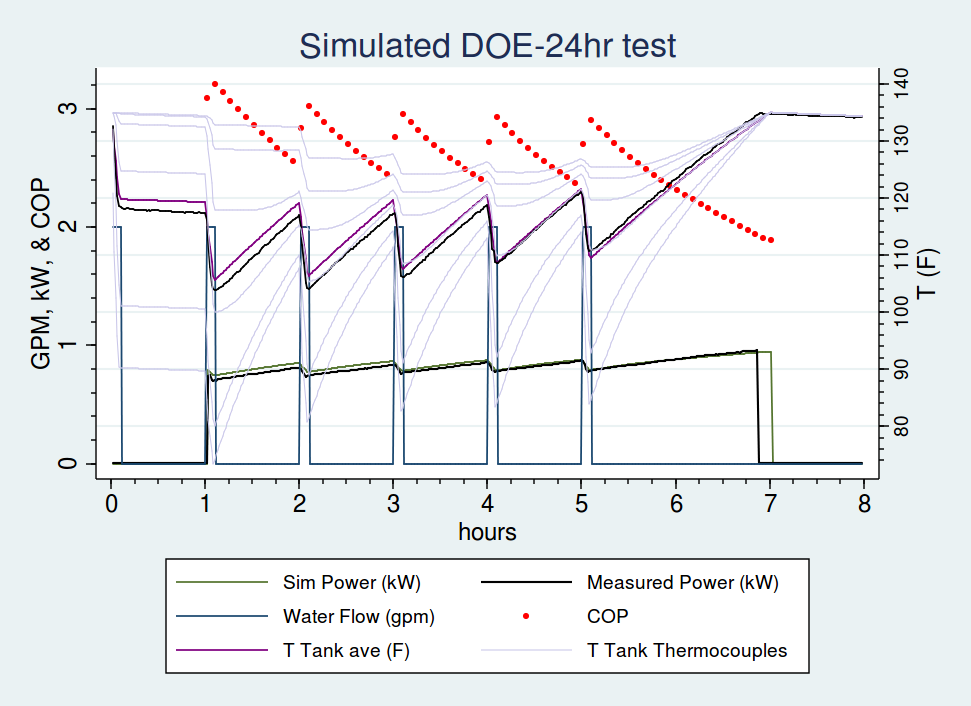 Simulated DOE-24hr test
GPM, kW, & COP
0
1
2
3
T (F)
80
90
100
110
120
130
140
0 1 2 3 4 5 6 7 8
hours
Sim Power (kW) Measured Power (kW)
Water Flow (gpm) COP
T Tank ave (F) T Tank Thermocouples